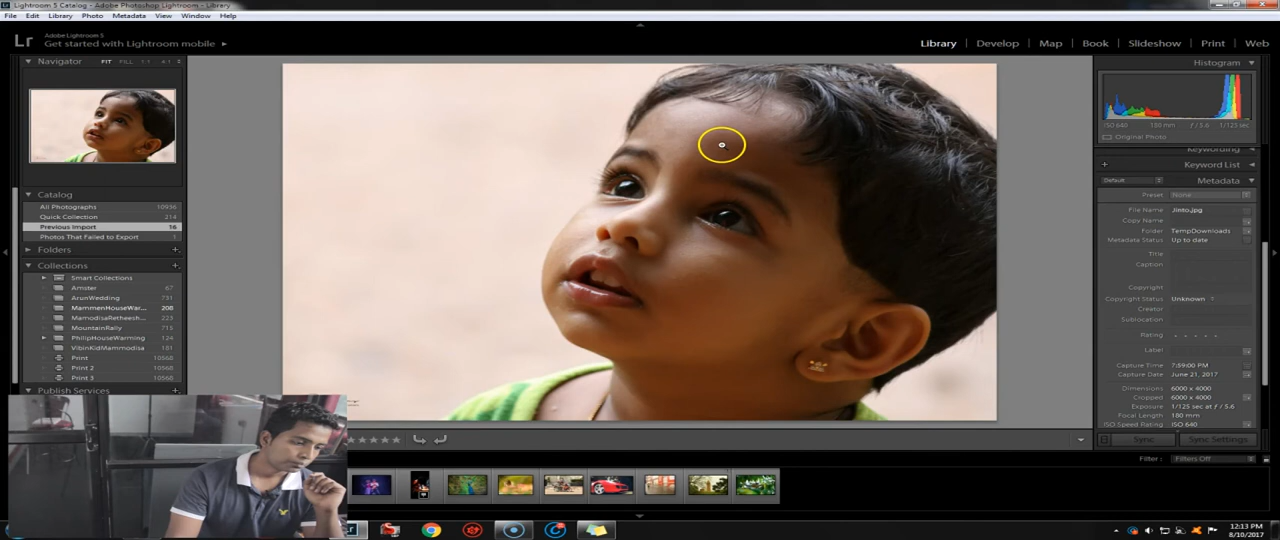 Lightroom 5 Catalog - Adobe Photoshop Lightroom - Library
File Edit Library Photo Metadata View Window Help
Lr Adobe Lightroom 5
Get started with Lightroom mobile
Library | Develop | Map | Book | Slideshow | Print | Web
Navigator FIT FILL 1:1 4:1
Histogram
ISO 640 180 mm f / 5.6 1/125 sec
Original Photo
Keywording
Keyword List
Default Metadata
Preset None
File Name Jinto.jpg
Copy Name
Folder TempDownloads
Metadata Status Up to date
Title
Caption
Copyright
Copyright Status Unknown
Creator
Sublocation
Rating
Label
Capture Time 7:59:00 PM
Capture Date June 21, 2017
Dimensions 6000 x 4000
Cropped 6000 x 4000
Exposure 1/125 sec at f / 5.6
Focal Length 180 mm
ISO Speed Rating ISO 640
Sync Sync Settings
Catalog
All Photographs 10936
Quick Collection 214
Previous Import 16
Photos That Failed to Export 1
Folders
Collections
Smart Collections
Amster 67
ArunWedding 731
MammenHouseWar... 208
MamodisaRetheesh... 223
MountainRally 715
PhilipHouseWarming 124
VibinKidMammodisa 181
Print 10568
Print 2 10568
Print 3 10568
Publish Services
Filter : Filters Off
12:13 PM
8/10/2017